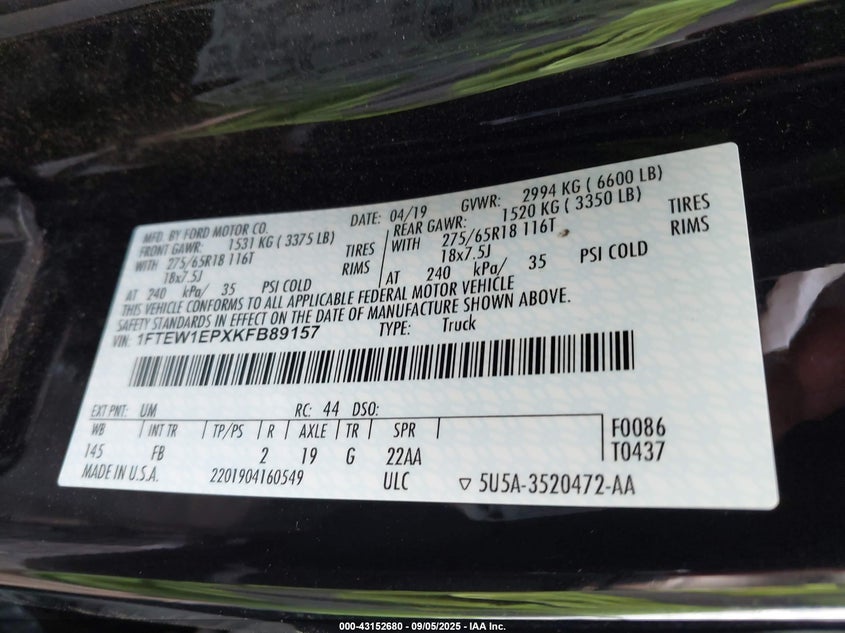 MFD. BY FORD MOTOR CO. DATE: 04/19 GVWR: 2994 KG ( 6600 LB)
FRONT GAWR: 1531 KG ( 3375 LB) REAR GAWR: 1520 KG ( 3350 LB)
WITH 275/65R18 116T TIRES WITH 275/65R18 116T TIRES
18x7.5J RIMS 18x7.5J RIMS
AT 240 kPa/ 35 PSI COLD AT 240 kPa/ 35 PSI COLD
THIS VEHICLE CONFORMS TO ALL APPLICABLE FEDERAL MOTOR VEHICLE
SAFETY STANDARDS IN EFFECT ON THE DATE OF MANUFACTURE SHOWN ABOVE.
VIN: 1FTEW1EPXKFB89157 TYPE: Truck
EXT PNT: UM RC: 44 DSO:
WB INT TR TP/PS R AXLE TR SPR F0086
145 FB 2 19 G 22AA T0437
MADE IN U.S.A. 2201904160549 ULC ▽ 5U5A-3520472-AA
000-43152680 - 09/05/2025 - IAA Inc.